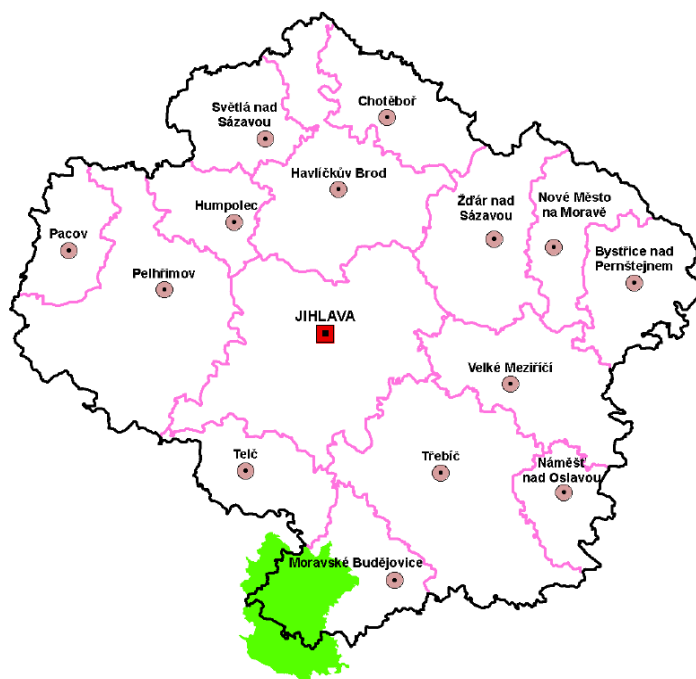 Chotěboř
Světlá nad
Sázavou
Havlíčkův Brod
Humpolec
Žďár nad
Sázavou
Nové Město
na Moravě
Pacov
Bystřice nad
Pernštejnem
Pelhřimov
JIHLAVA
Velké Meziříčí
Telč
Třebíč
Náměšť
nad Oslavou
Moravské Budějovice